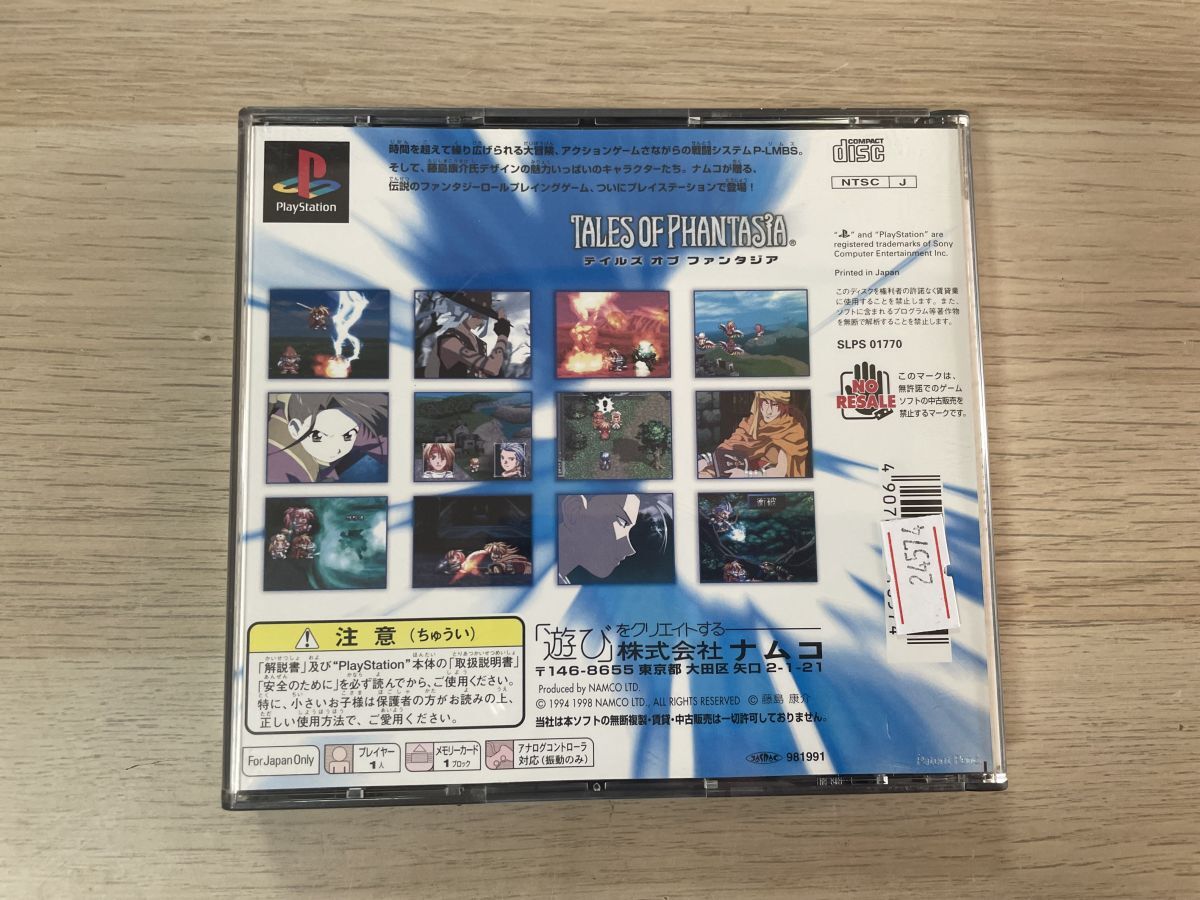 時間を超えて繰り広げられる大冒険、アクションゲームさながらの戦闘システムP-LMBS。
そして、藤島康介氏デザインの魅力いっぱいのキャラクターたち。ナムコが贈る、
伝説のファンタジーロールプレイングゲーム、ついにプレイステーションで登場!
PlayStation
TALES OF PHANTASIA®
テイルズ オブ ファンタジア
COMPACT
disc
NTSC J
" " and "PlayStation" are
registered trademarks of Sony
Computer Entertainment Inc.
Printed in Japan
このディスクを権利者の許諾なく賃貸業
に使用することを禁止します。また、
ソフトに含まれるプログラム等著作物
を無断で解析することを禁止します。
SLPS 01770
NO
RESALE
このマークは、
無許諾でのゲーム
ソフトの中古販売を
禁止するマークです。
4 907
24574
注意(ちゅうい)
「解説書」及び"PlayStation"本体の「取扱説明書」
「安全のために」を必ず読んでから、ご使用ください。
特に、小さいお子様は保護者の方がお読みの上、
正しい使用方法で、ご愛用ください。
「遊び」をクリエイトする
株式会社 ナムコ
〒146-8655 東京都 大田区 矢口 2-1-21
Produced by NAMCO LTD.
© 1994 1998 NAMCO LTD., ALL RIGHTS RESERVED © 藤島 康介
当社は本ソフトの無断複製・賃貸・中古販売は一切許可しておりません。
For Japan Only
プレイヤー
1人
メモリーカード
1ブロック
アナログコントローラ
対応(振動のみ)
981991